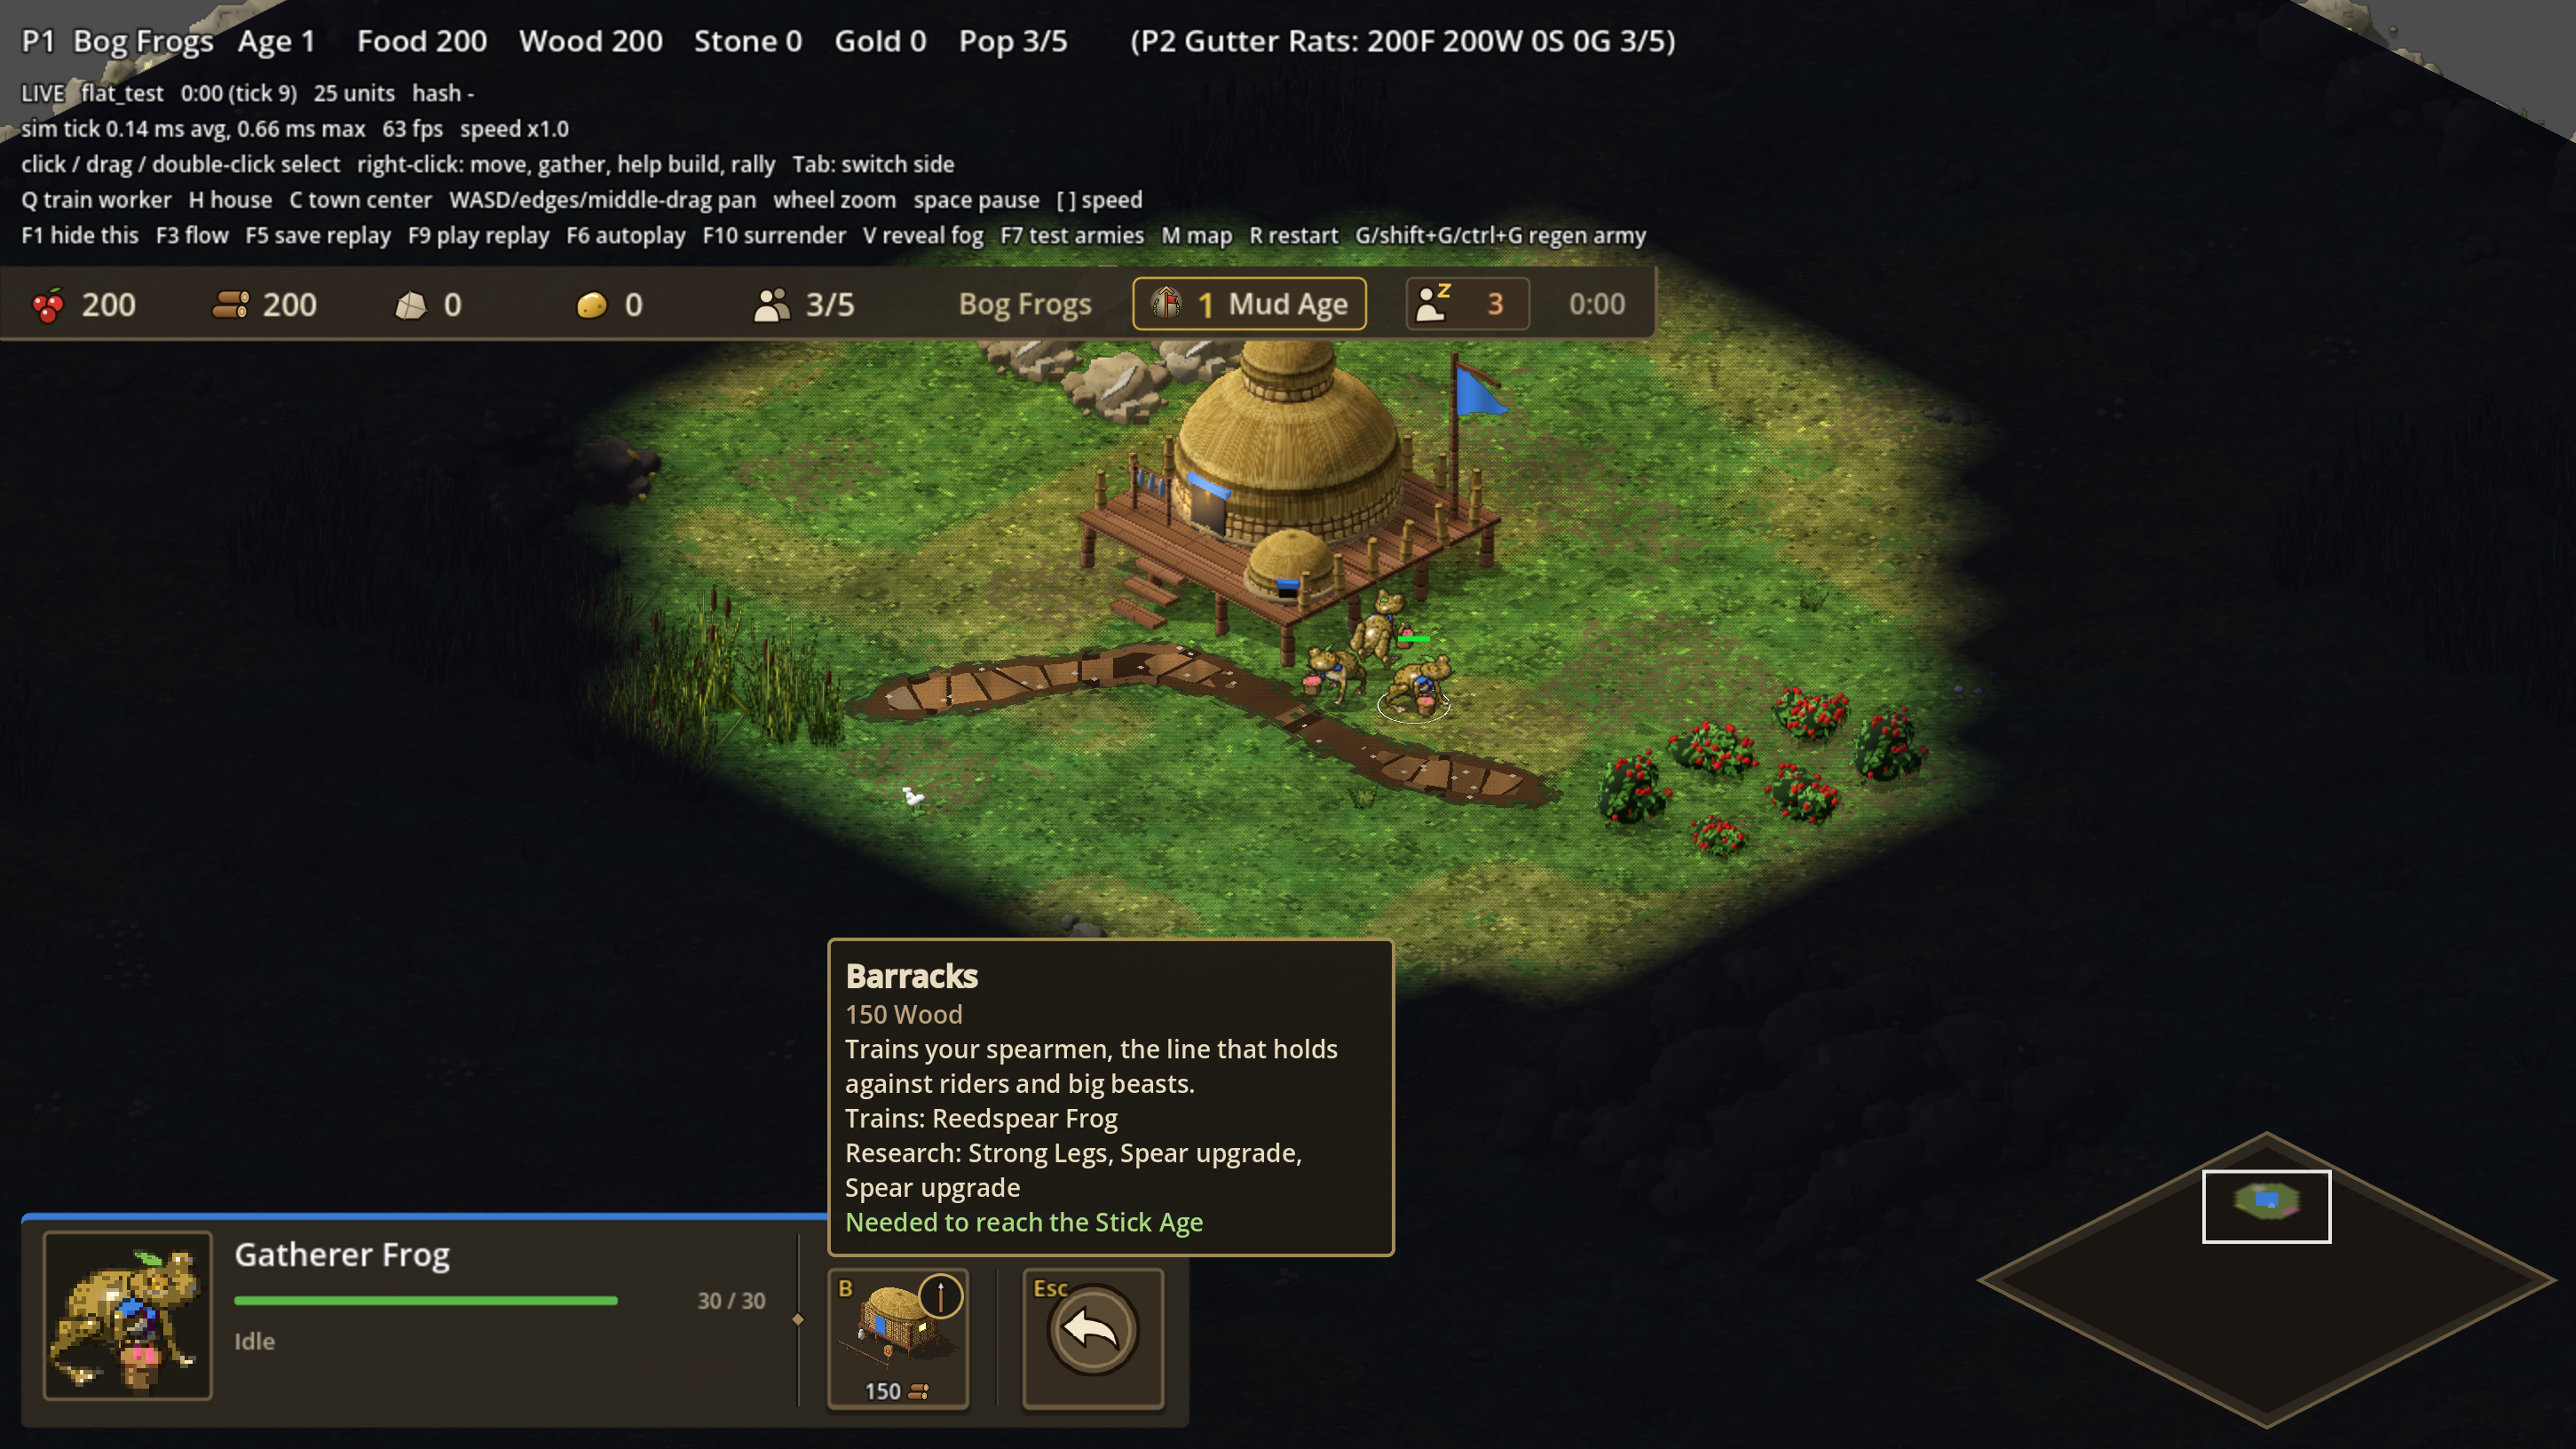 P1 Bog Frogs Age 1 Food 200 Wood 200 Stone 0 Gold 0 Pop 3/5 (P2 Gutter Rats: 200F 200W 0S 0G 3/5)
LIVE flat_test 0:00 (tick 9) 25 units hash -
sim tick 0.14 ms avg, 0.66 ms max 63 fps speed x1.0
click / drag / double-click select right-click: move, gather, help build, rally Tab: switch side
Q train worker H house C town center WASD/edges/middle-drag pan wheel zoom space pause [ ] speed
F1 hide this F3 flow F5 save replay F9 play replay F6 autoplay F10 surrender V reveal fog F7 test armies M map R restart G/shift+G/ctrl+G regen army
200 200 0 0 3/5 Bog Frogs 1 Mud Age Z 3 0:00
Barracks
150 Wood
Trains your spearmen, the line that holds
against riders and big beasts.
Trains: Reedspear Frog
Research: Strong Legs, Spear upgrade,
Spear upgrade
Needed to reach the Stick Age
Gatherer Frog
30 / 30
Idle
B
150
Esc